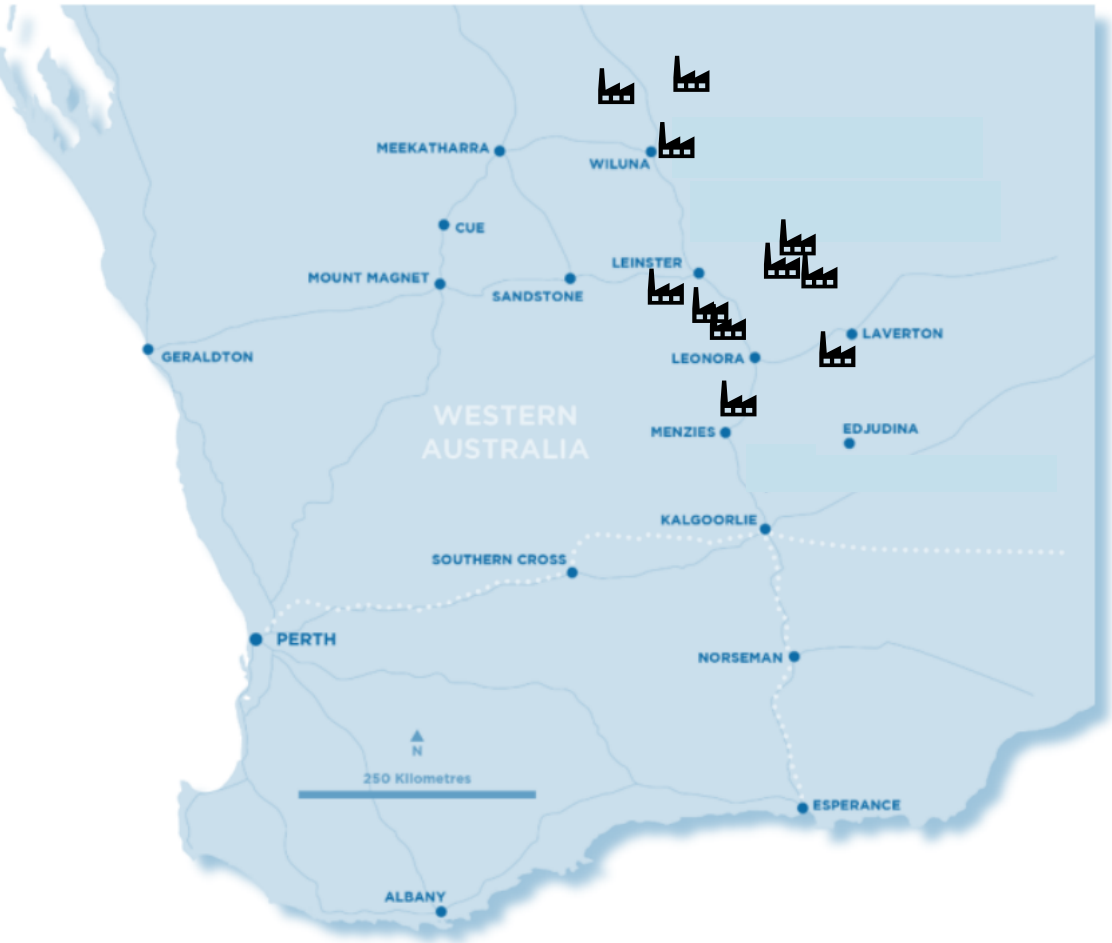 MEEKATHARRA
WILUNA
CUE
LEINSTER
MOUNT MAGNET
SANDSTONE
LAVERTON
GERALDTON
LEONORA
WESTERN
AUSTRALIA
EDJUDINA
MENZIES
KALGOORLIE
SOUTHERN CROSS
PERTH
NORSEMAN
N
250 Kilometres
ESPERANCE
ALBANY